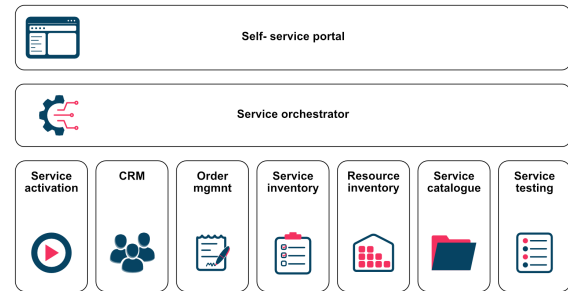 Self- service portal
Service orchestrator
Service
activation
CRM
Order
mgmnt
Service
inventory
Resource
inventory
Service
catalogue
Service
testing